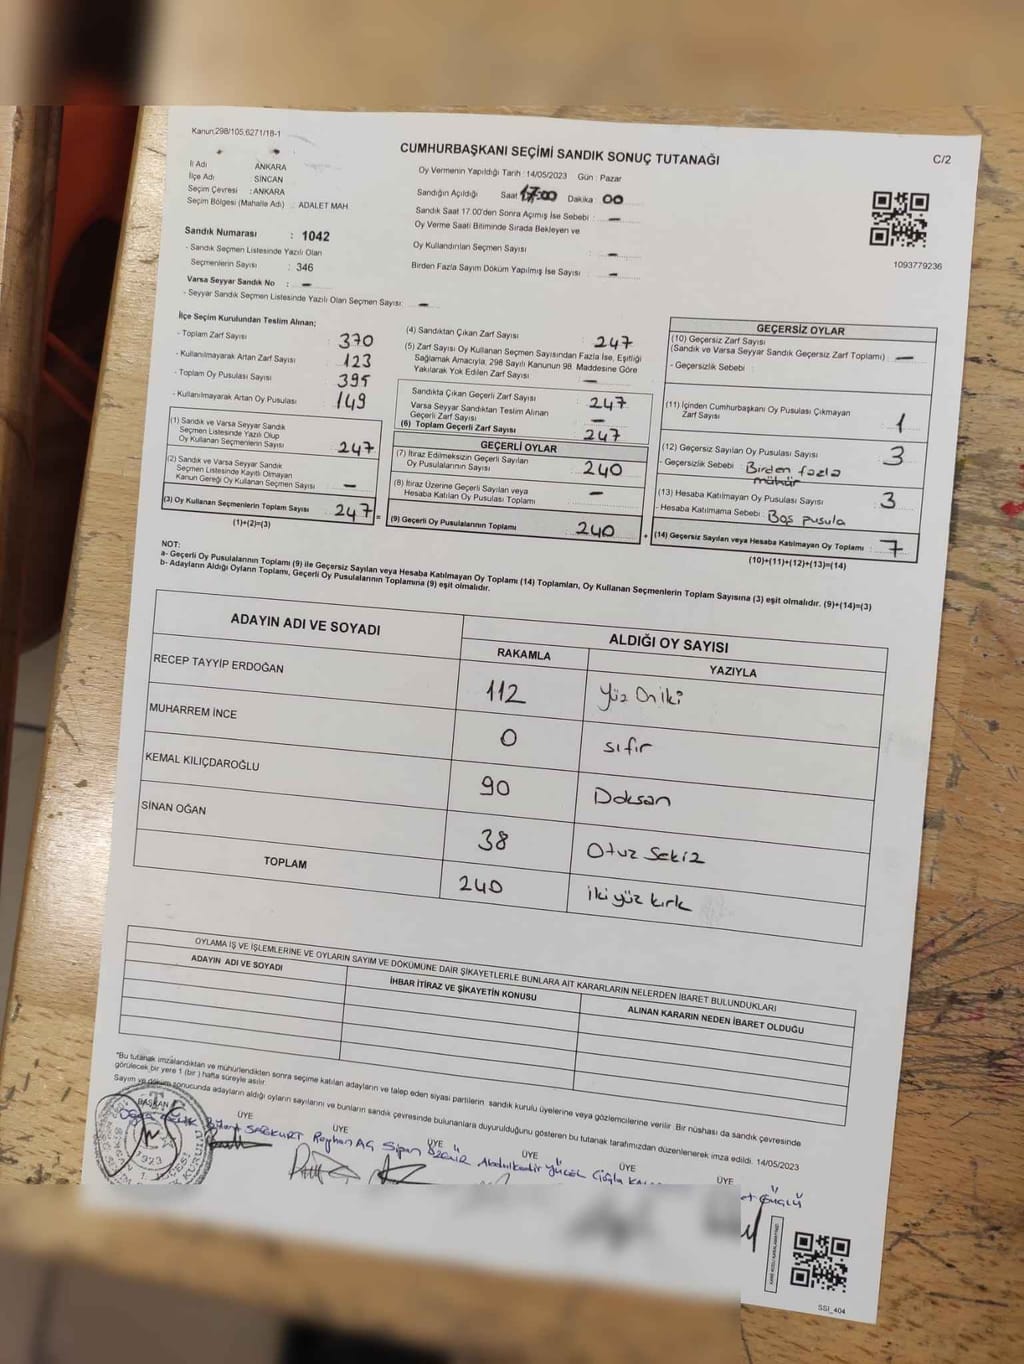 Kanun,298/105,6271/18-1
CUMHURBAŞKANI SEÇİMİ SANDIK SONUÇ TUTANAĞI
C/2
İl Adı ANKARA
İlçe Adı SİNCAN
Seçim Çevresi : ANKARA
Seçim Bölgesi (Mahalle Adı) : ADALET MAH
Oy Vermenin Yapıldığı Tarih : 14/05/2023 Gün : Pazar
Sandığın Açıldığı Saat 17:00 Dakika : 00
Sandık Saat 17.00'den Sonra Açımış İse Sebebi : —
Oy Verme Saati Bitiminde Sırada Bekleyen ve
Oy Kullandırılan Seçmen Sayısı : —
Birden Fazla Sayım Döküm Yapılmış İse Sayısı : —
1093779236
Sandık Numarası : 1042
- Sandık Seçmen Listesinde Yazılı Olan
Seçmenlerin Sayısı : 346
Varsa Seyyar Sandık No : —
- Seyyar Sandık Seçmen Listesinde Yazılı Olan Seçmen Sayısı: —
İlçe Seçim Kurulundan Teslim Alınan;
- Toplam Zarf Sayısı 370
- Kullanılmayarak Artan Zarf Sayısı 123
- Toplam Oy Pusulası Sayısı 395
- Kullanılmayarak Artan Oy Pusulası 149
(1) Sandık ve Varsa Seyyar Sandık
Seçmen Listesinde Yazılı Olup
Oy Kullanan Seçmenlerin Sayısı 247
(2) Sandık ve Varsa Seyyar Sandık
Seçmen Listesinde Kayıtlı Olmayan
Kanun Gereği Oy Kullanan Seçmen Sayısı —
(3) Oy Kullanan Seçmenlerin Toplam Sayısı 247 =
(1)+(2)=(3)
(4) Sandıktan Çıkan Zarf Sayısı 247
(5) Zarf Sayısı Oy Kullanan Seçmen Sayısından Fazla İse, Eşitliği
Sağlamak Amacıyla, 298 Sayılı Kanunun 98. Maddesine Göre
Yakılarak Yok Edilen Zarf Sayısı —
Sandıkta Çıkan Geçerli Zarf Sayısı 247
Varsa Seyyar Sandıktan Teslim Alınan
Geçerli Zarf Sayısı —
(6) Toplam Geçerli Zarf Sayısı 247
GEÇERLİ OYLAR
(7) İtiraz Edilmeksizin Geçerli Sayılan
Oy Pusulalarının Sayısı 240
(8) İtiraz Üzerine Geçerli Sayılan veya
Hesaba Katılan Oy Pusulası Toplamı —
(9) Geçerli Oy Pusulalarının Toplamı 240 +
GEÇERSİZ OYLAR
(10) Geçersiz Zarf Sayısı
(Sandık ve Varsa Seyyar Sandık Geçersiz Zarf Toplamı) —
- Geçersizlik Sebebi :
(11) İçinden Cumhurbaşkanı Oy Pusulası Çıkmayan
Zarf Sayısı 1
(12) Geçersiz Sayılan Oy Pusulası Sayısı 3
- Geçersizlik Sebebi : Birden fazla
mühür
(13) Hesaba Katılmayan Oy Pusulası Sayısı 3
- Hesaba Katılmama Sebebi : Boş pusula
(14) Geçersiz Sayılan veya Hesaba Katılmayan Oy Toplamı 7
(10)+(11)+(12)+(13)=(14)
NOT:
a- Geçerli Oy Pusulalarının Toplamı (9) ile Geçersiz Sayılan veya Hesaba Katılmayan Oy Toplamı (14) Toplamları, Oy Kullanan Seçmenlerin Toplam Sayısına (3) eşit olmalıdır. (9)+(14)=(3)
b- Adayların Aldığı Oyların Toplamı, Geçerli Oy Pusulalarının Toplamına (9) eşit olmalıdır.
ADAYIN ADI VE SOYADI
ALDIĞI OY SAYISI
RAKAMLA YAZIYLA
RECEP TAYYİP ERDOĞAN 112 Yüz On iki
MUHARREM İNCE 0 sıfır
KEMAL KILIÇDAROĞLU 90 Doksan
SİNAN OĞAN 38 Otuz Sekiz
TOPLAM 240 iki yüz kırk
OYLAMA İŞ VE İŞLEMLERİNE VE OYLARIN SAYIM VE DÖKÜMÜNE DAİR ŞİKAYETLERLE BUNLARA AİT KARARLARIN NELERDEN İBARET BULUNDUKLARI
ADAYIN ADI VE SOYADI İHBAR İTİRAZ VE ŞİKAYETİN KONUSU ALINAN KARARIN NEDEN İBARET OLDUĞU
"Bu tutanak imzalandıktan ve mühürlendikten sonra seçime katılan adayların ve talep eden siyasi partilerin sandık kurulu üyelerine veya gözlemcilerine verilir. Bir nüshası da sandık çevresinde
görülecek bir yere 1 (bir) hafta süreyle asılır.
Sayım ve döküm sonucunda adayların aldığı oyların sayılarını ve bunların sandık çevresinde bulunanlara duyurulduğunu gösteren bu tutanak tarafımızdan düzenlenerek imza edildi. 14/05/2023
BAŞKAN ÜYE ÜYE ÜYE ÜYE ÜYE ÜYE
SAĞKURT Reyhan AG Sipan ÖZDEMİR Abdulkadir YÜCEL Çiğla
1923
SSI_404